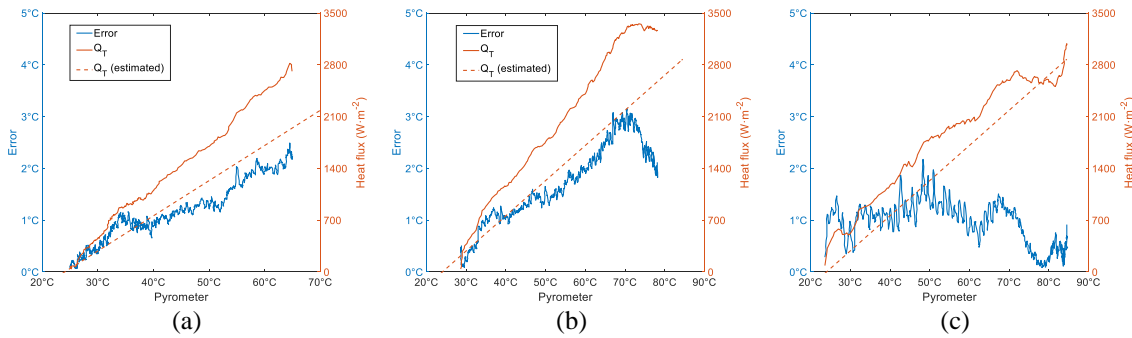 5°C
4°C
3°C
2°C
1°C
0°C
Error
3500
2800
2100
1400
700
0
Heat flux (W·m⁻²)
Error
Q_T
Q_T (estimated)
20°C 30°C 40°C 50°C 60°C 70°C
Pyrometer
(a)
5°C
4°C
3°C
2°C
1°C
0°C
Error
3500
2800
2100
1400
700
0
Heat flux (W·m⁻²)
Error
Q_T
Q_T (estimated)
20°C 30°C 40°C 50°C 60°C 70°C 80°C 90°C
Pyrometer
(b)
5°C
4°C
3°C
2°C
1°C
0°C
Error
3500
2800
2100
1400
700
0
Heat flux (W·m⁻²)
20°C 30°C 40°C 50°C 60°C 70°C 80°C 90°C
Pyrometer
(c)